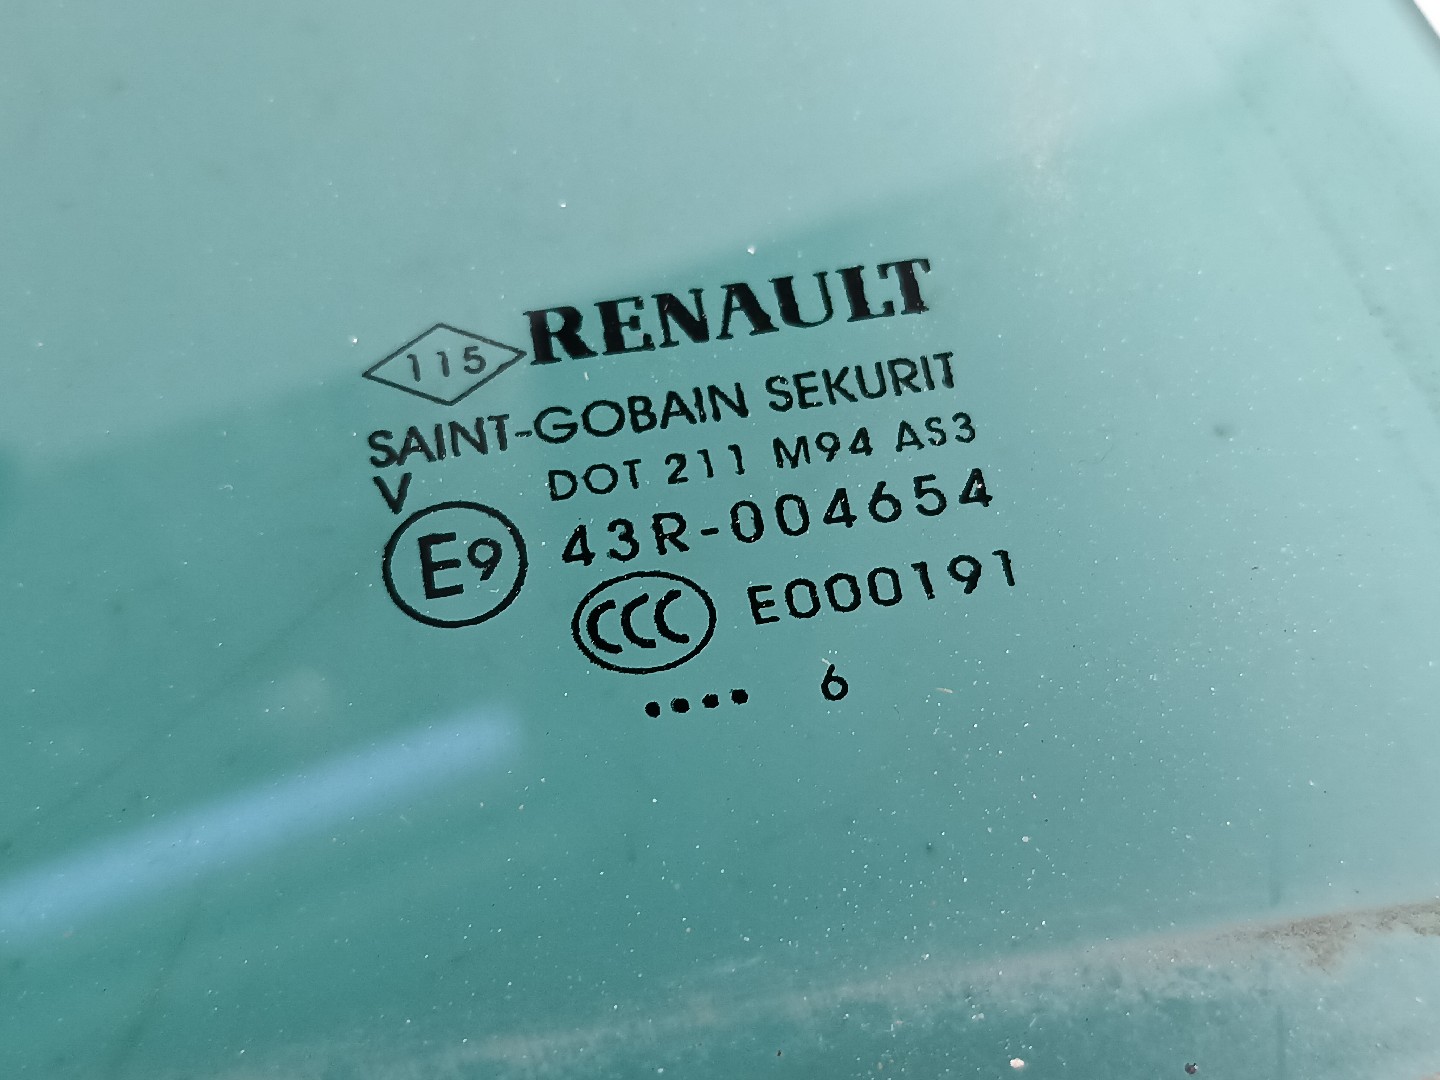 115 RENAULT
SAINT-GOBAIN SEKURIT
V DOT 211 M94 AS3
E9 43R-004654
CCC E000191
•••• 6